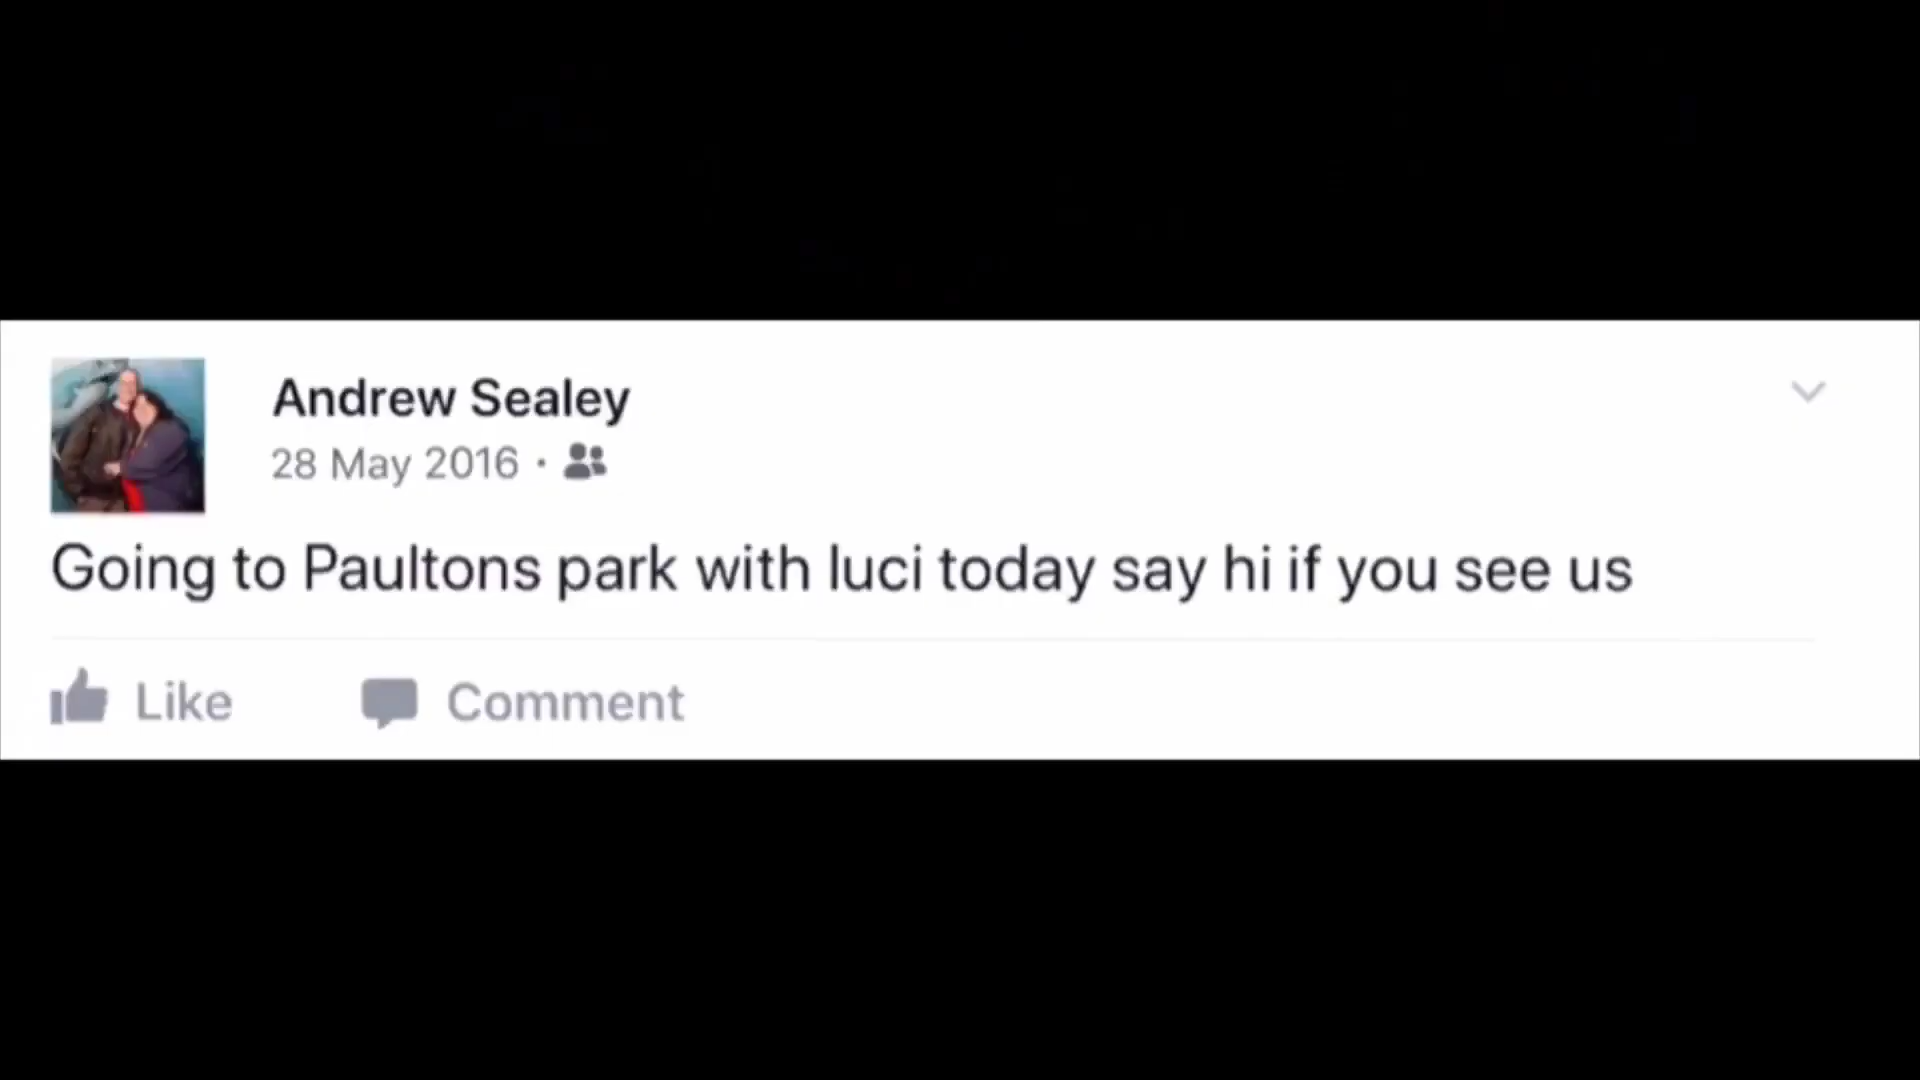 Andrew Sealey
28 May 2016 ·
Going to Paultons park with luci today say hi if you see us
Like Comment